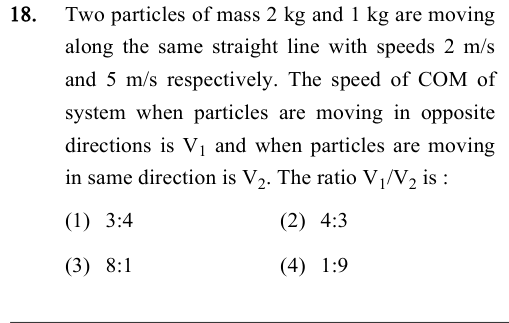 18. Two particles of mass 2 kg and 1 kg are moving
along the same straight line with speeds 2 m/s
and 5 m/s respectively. The speed of COM of
system when particles are moving in opposite
directions is V₁ and when particles are moving
in same direction is V₂. The ratio V₁/V₂ is :
(1) 3:4 (2) 4:3
(3) 8:1 (4) 1:9